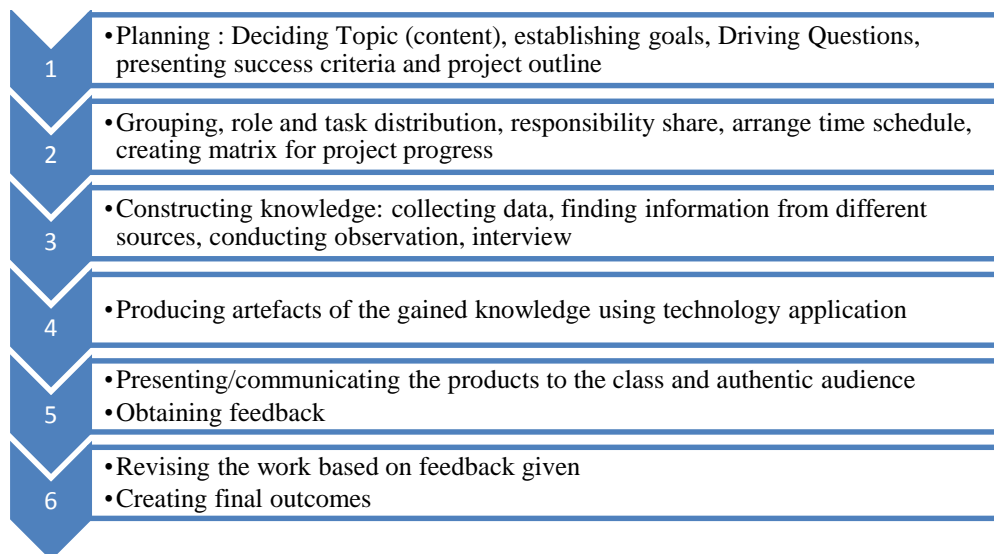 1
•Planning : Deciding Topic (content), establishing goals, Driving Questions,
presenting success criteria and project outline
2
•Grouping, role and task distribution, responsibility share, arrange time schedule,
creating matrix for project progress
3
•Constructing knowledge: collecting data, finding information from different
sources, conducting observation, interview
4
•Producing artefacts of the gained knowledge using technology application
5
•Presenting/communicating the products to the class and authentic audience
•Obtaining feedback
6
•Revising the work based on feedback given
•Creating final outcomes